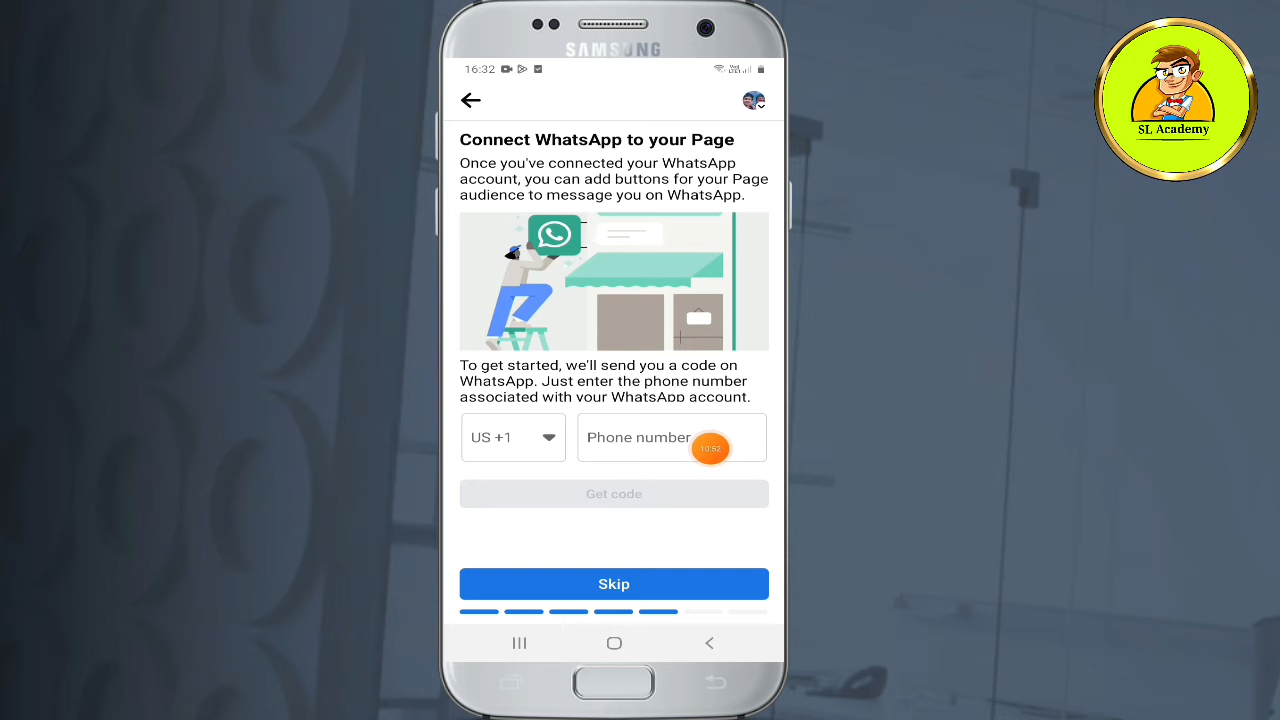 SAMSUNG
16:32
Connect WhatsApp to your Page
Once you've connected your WhatsApp
account, you can add buttons for your Page
audience to message you on WhatsApp.
To get started, we'll send you a code on
WhatsApp. Just enter the phone number
associated with your WhatsApp account.
US +1
Phone number
10:52
Get code
Skip
SL Academy